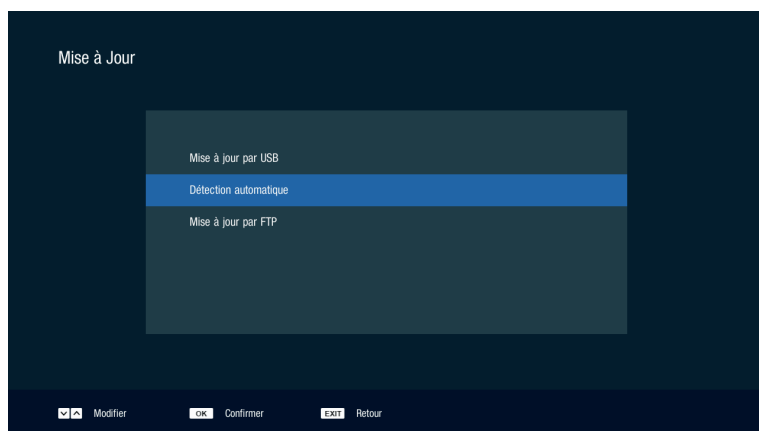 Mise à Jour
Mise à jour par USB
Détection automatique
Mise à jour par FTP
Modifier OK Confirmer EXIT Retour